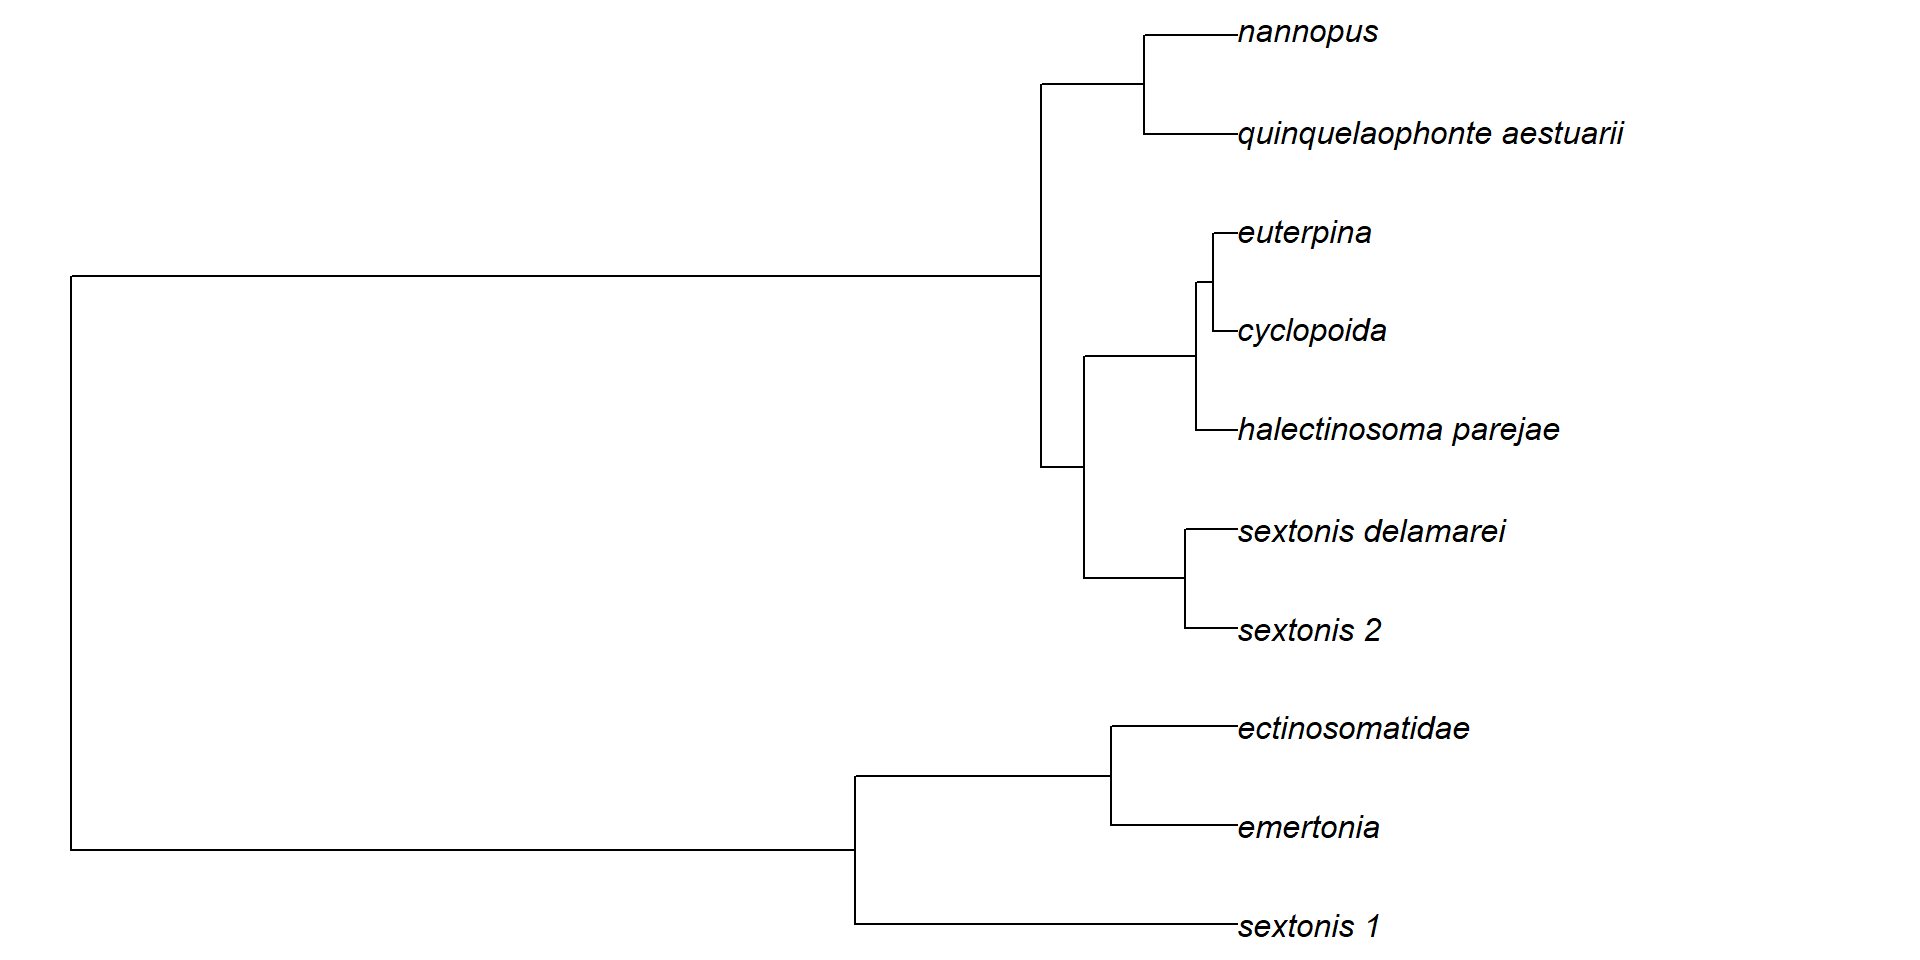 nannopus
quinquelaophonte aestuarii
euterpina
cyclopoida
halectinosoma parejae
sextonis delamarei
sextonis 2
ectinosomatidae
emertonia
sextonis 1